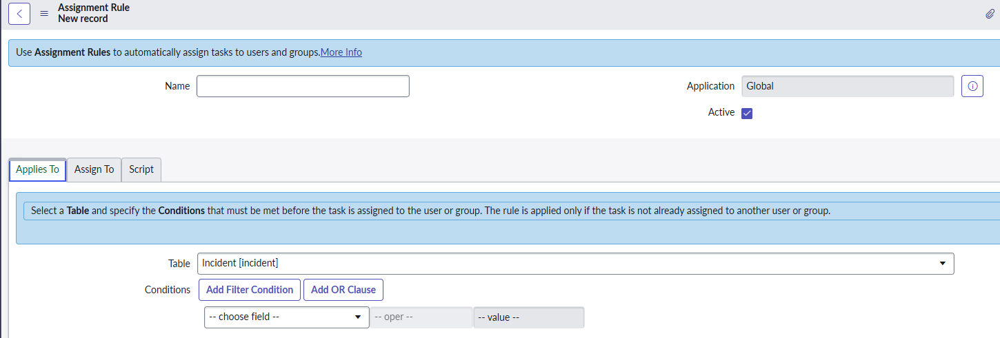 Assignment Rule
New record
Use Assignment Rules to automatically assign tasks to users and groups.More Info
Name
Application Global
Active
Applies To Assign To Script
Select a Table and specify the Conditions that must be met before the task is assigned to the user or group. The rule is applied only if the task is not already assigned to another user or group.
Table Incident [incident]
Conditions Add Filter Condition Add OR Clause
-- choose field -- -- oper -- -- value --